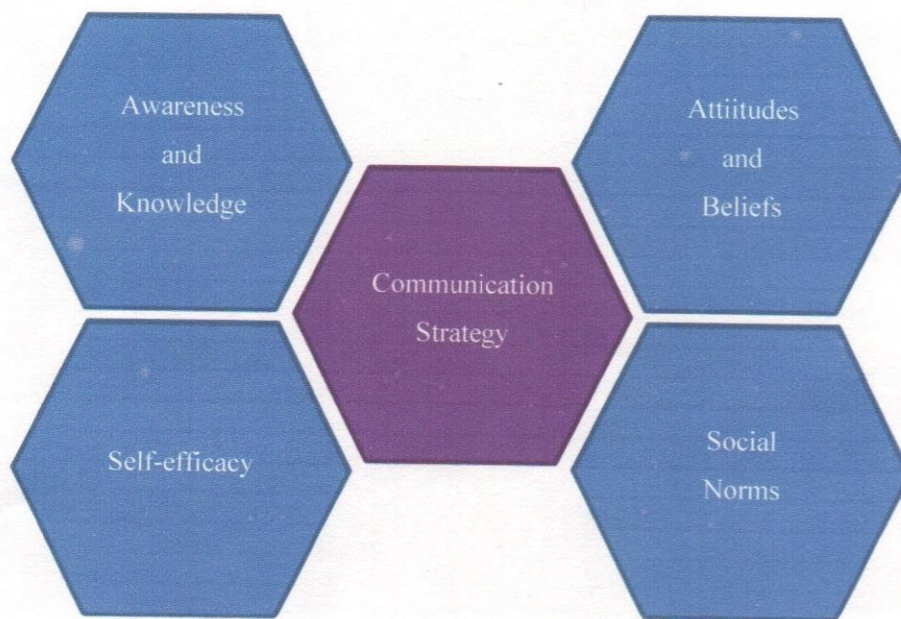 Awareness
and
Knowledge
Attiitudes
and
Beliefs
Communication
Strategy
Self-efficacy
Social
Norms